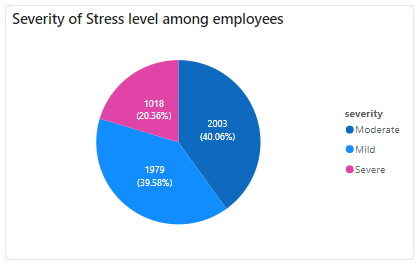 Severity of Stress level among employees
2003
(40.06%)
1979
(39.58%)
1018
(20.36%)
severity
Moderate
Mild
Severe